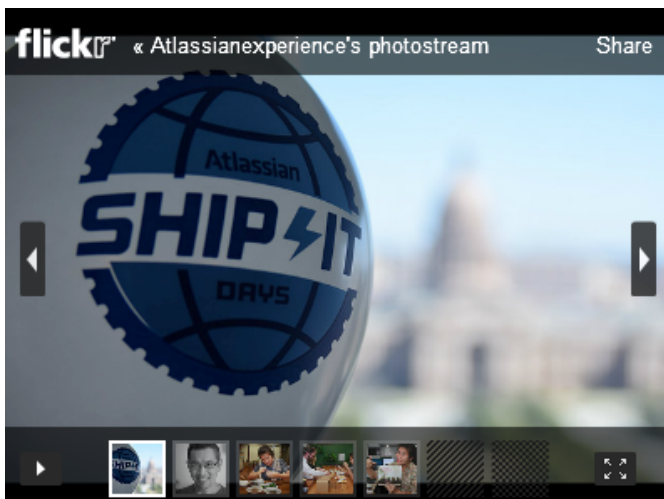 flickr « Atlassianexperience's photostream Share
Atlassian
SHIP IT
DAYS